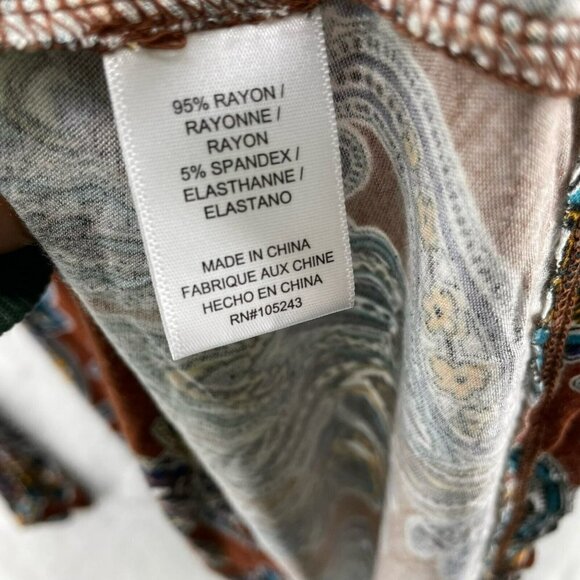 95% RAYON /
RAYONNE /
RAYON
5% SPANDEX /
ELASTHANNE /
ELASTANO
MADE IN CHINA
FABRIQUE AUX CHINE
HECHO EN CHINA
RN#105243